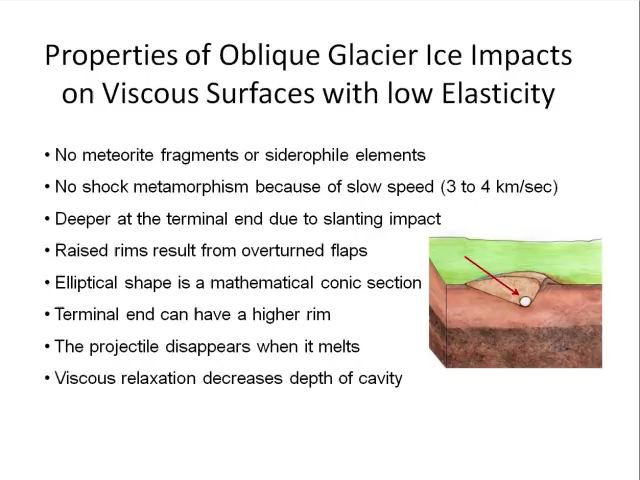 Properties of Oblique Glacier Ice Impacts
on Viscous Surfaces with low Elasticity
• No meteorite fragments or siderophile elements
• No shock metamorphism because of slow speed (3 to 4 km/sec)
• Deeper at the terminal end due to slanting impact
• Raised rims result from overturned flaps
• Elliptical shape is a mathematical conic section
• Terminal end can have a higher rim
• The projectile disappears when it melts
• Viscous relaxation decreases depth of cavity